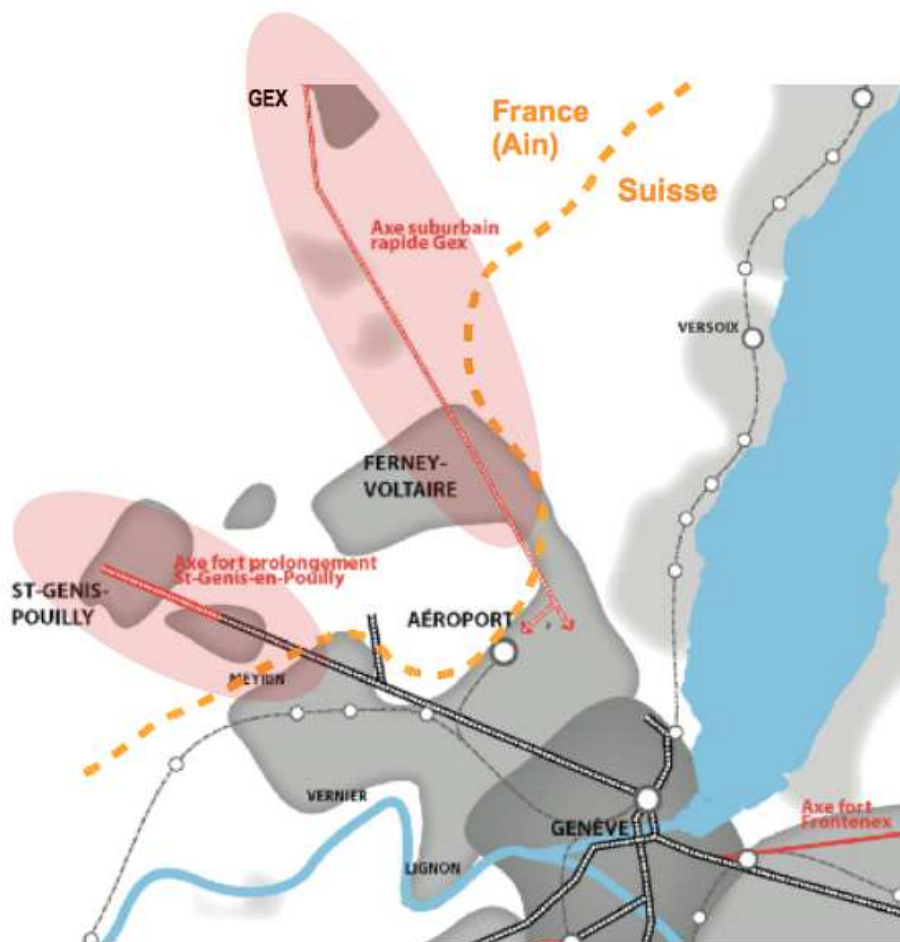 GEX
France
(Ain)
Suisse
Axe suburbain
rapide Gex
VERSOIX
FERNEY-
VOLTAIRE
Axe fort prolongement
St-Genis-en-Pouilly
ST-GENIS-
POUILLY
AÉROPORT
MEYRIN
VERNIER
Axe fort
Frontenex
GENÈVE
LIGNON